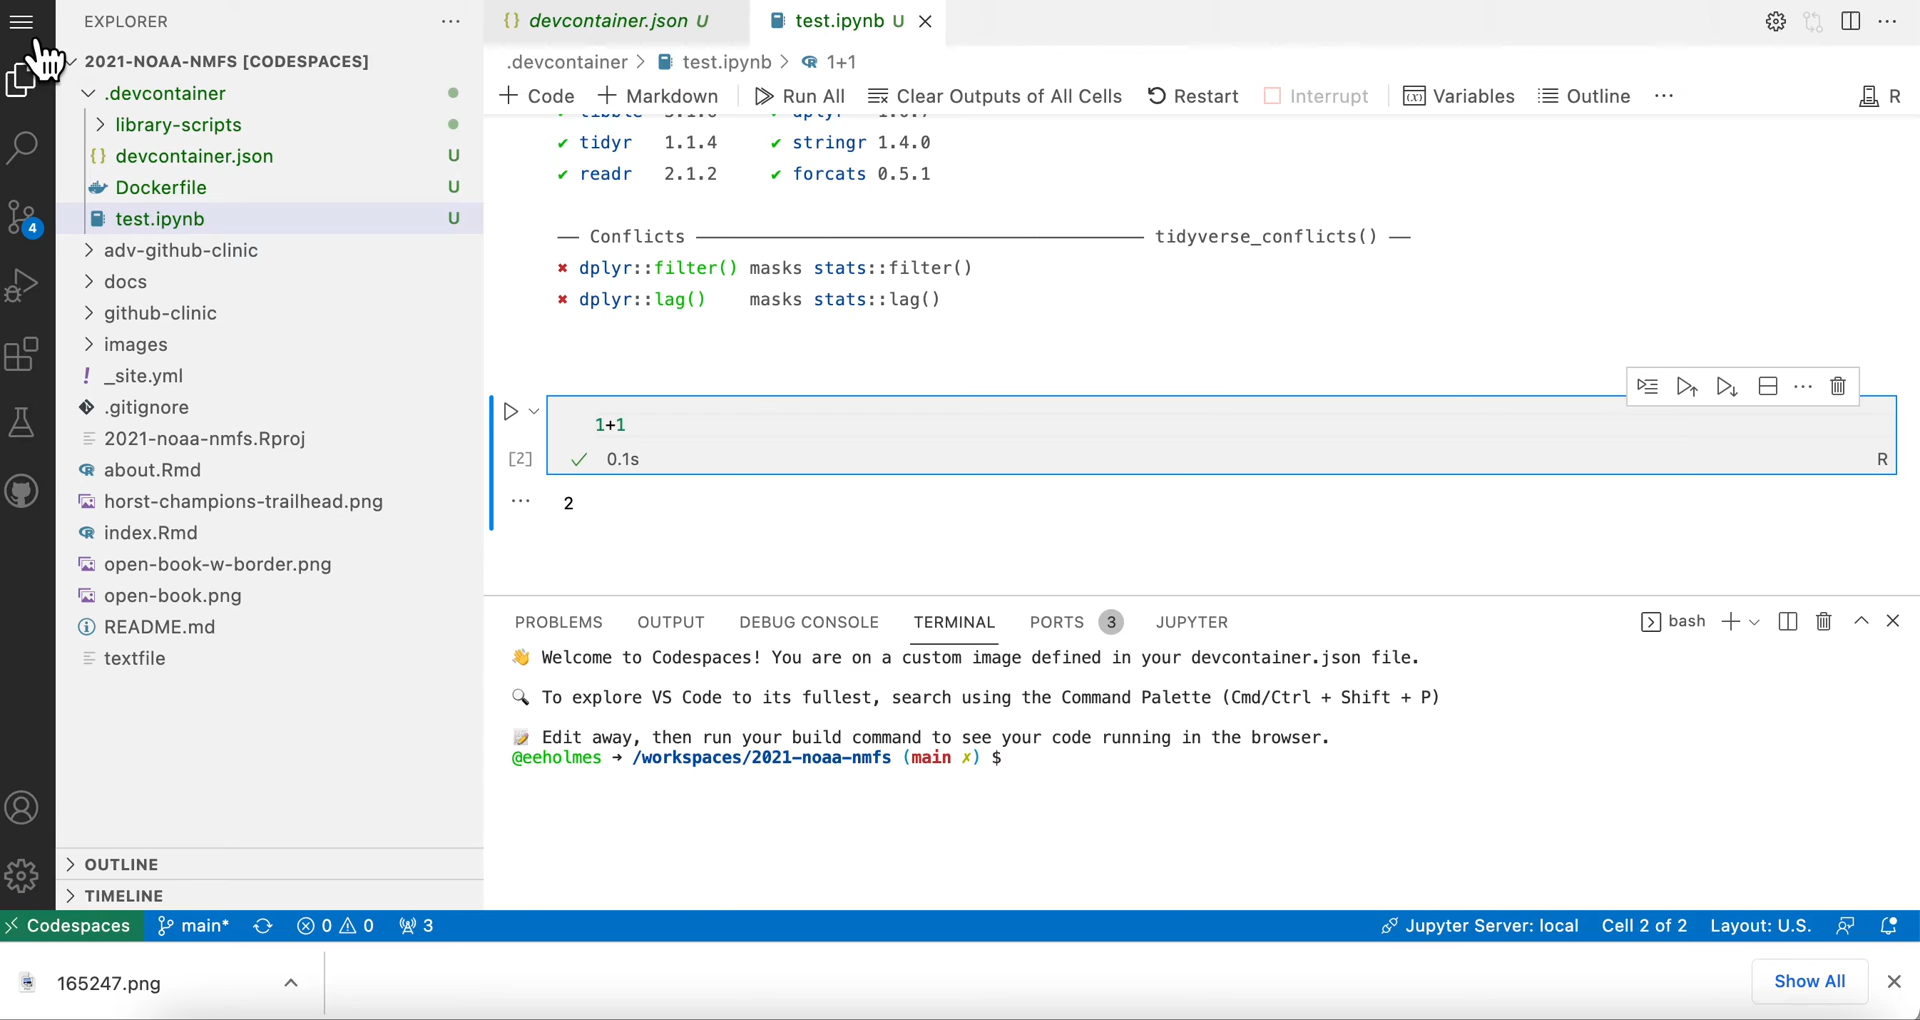 EXPLORER
2021-NOAA-NMFS [CODESPACES]
.devcontainer
library-scripts
{} devcontainer.json U
Dockerfile U
test.ipynb U
adv-github-clinic
docs
github-clinic
images
! _site.yml
.gitignore
2021-noaa-nmfs.Rproj
about.Rmd
horst-champions-trailhead.png
index.Rmd
open-book-w-border.png
open-book.png
README.md
textfile
OUTLINE
TIMELINE
4
{} devcontainer.json U
test.ipynb U
.devcontainer > test.ipynb > 1+1
+ Code + Markdown Run All Clear Outputs of All Cells Restart Interrupt Variables Outline ··· R
✔ tibble 3.1.6 ✔ dplyr 1.0.7
✔ tidyr 1.1.4 ✔ stringr 1.4.0
✔ readr 2.1.2 ✔ forcats 0.5.1
— Conflicts ————— tidyverse_conflicts() —
✖ dplyr::filter() masks stats::filter()
✖ dplyr::lag() masks stats::lag()
1+1
[2] ✓ 0.1s R
··· 2
PROBLEMS OUTPUT DEBUG CONSOLE TERMINAL PORTS 3 JUPYTER bash
👋 Welcome to Codespaces! You are on a custom image defined in your devcontainer.json file.
🔍 To explore VS Code to its fullest, search using the Command Palette (Cmd/Ctrl + Shift + P)
📝 Edit away, then run your build command to see your code running in the browser.
@eeholmes → /workspaces/2021-noaa-nmfs (main ✗) $
Codespaces main* 0 0 3 Jupyter Server: local Cell 2 of 2 Layout: U.S.
165247.png Show All